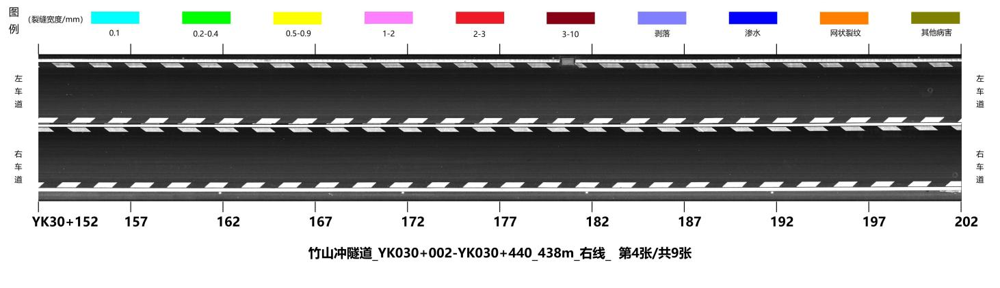 图例
(裂缝宽度/mm)
0.1
0.2-0.4
0.5-0.9
1-2
2-3
3-10
剥落
渗水
网状裂纹
其他病害
左车道
左车道
右车道
右车道
YK30+152 157 162 167 172 177 182 187 192 197 202
竹山冲隧道_YK030+002-YK030+440_438m_右线_ 第4张/共9张